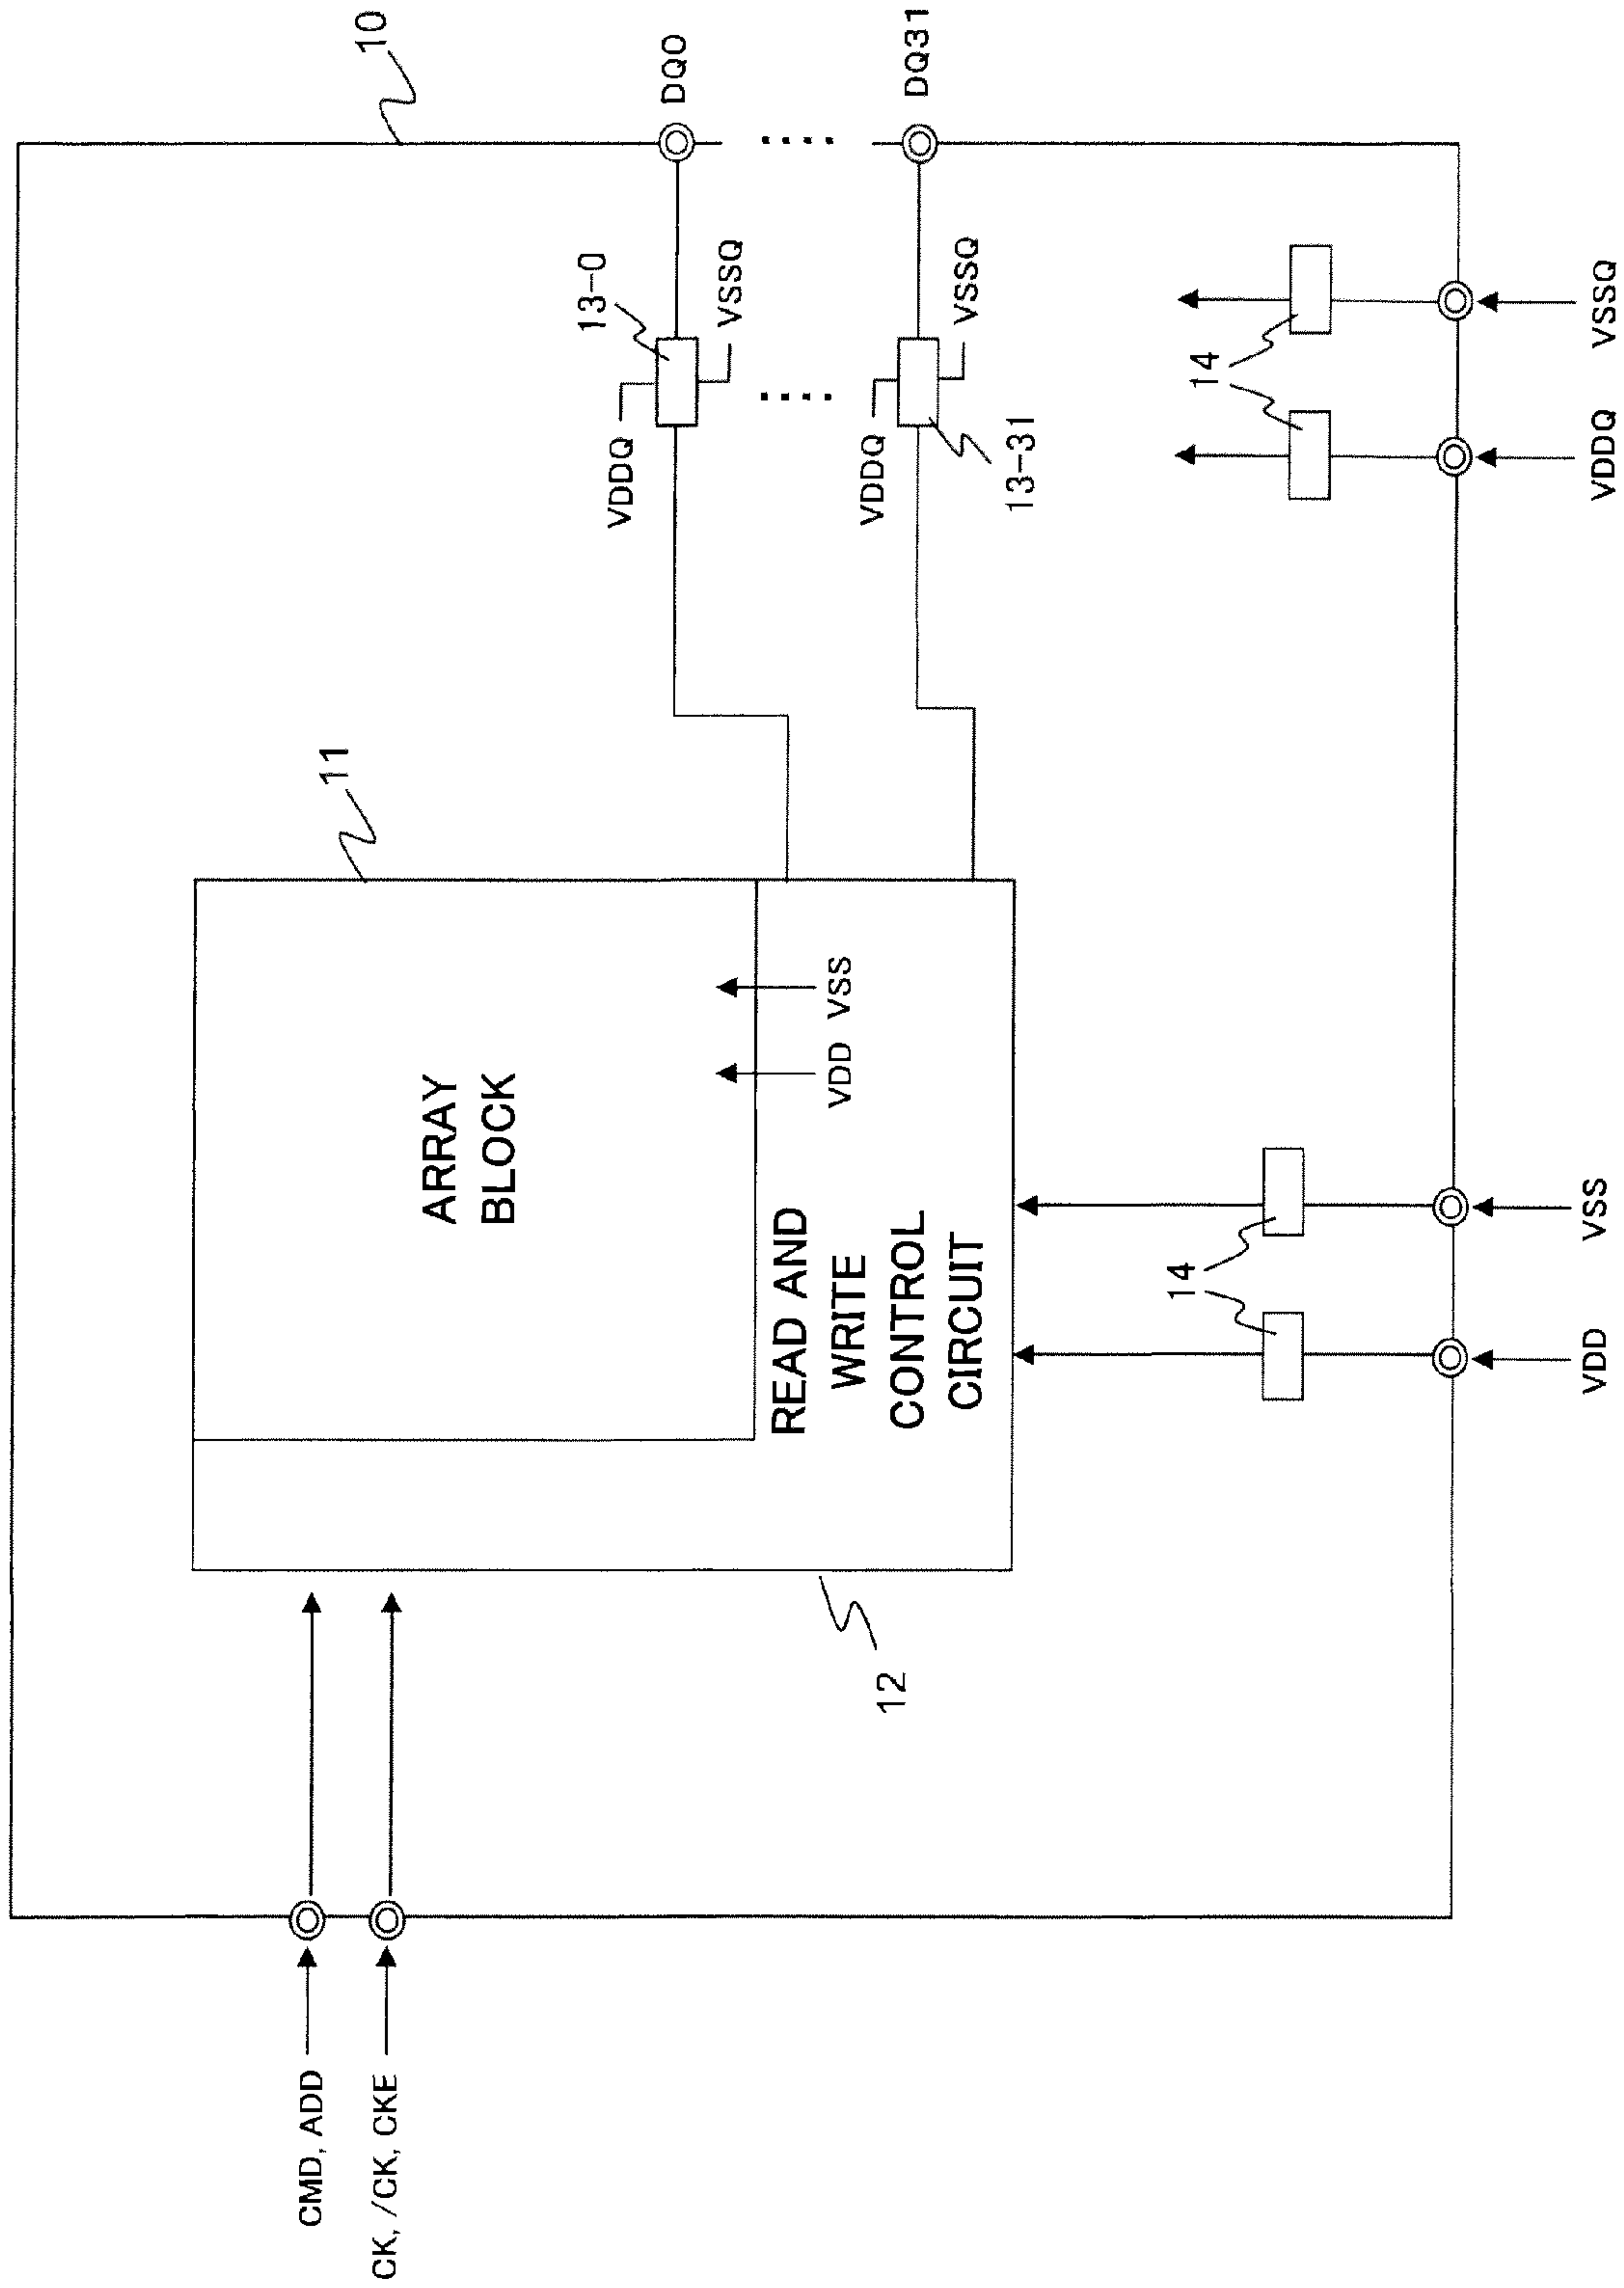 10
11
ARRAY
BLOCK
VDD
VSS
READ AND
WRITE
CONTROL
CIRCUIT
12
CMD, ADD
CK, /CK, CKE
VDDQ
13-0
VSSQ
DQ0
VDDQ
13-31
VSSQ
DQ31
14
14
VDD
VSS
VDDQ
VSSQ